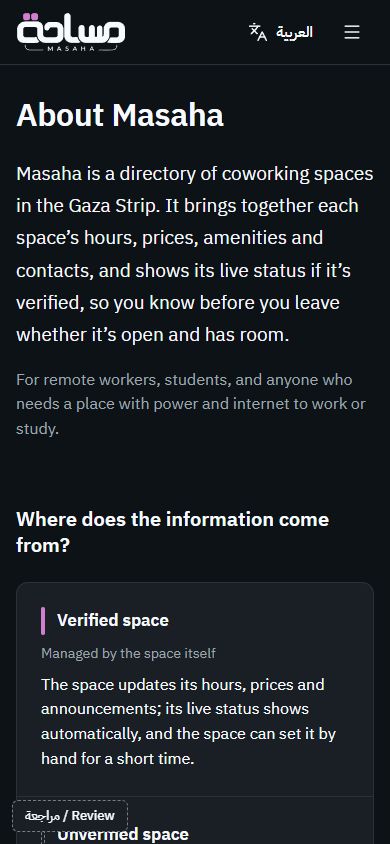 مساحة
MASAHA
العربية
About Masaha
Masaha is a directory of coworking spaces
in the Gaza Strip. It brings together each
space’s hours, prices, amenities and
contacts, and shows its live status if it’s
verified, so you know before you leave
whether it’s open and has room.
For remote workers, students, and anyone who
needs a place with power and internet to work or
study.
Where does the information come
from?
Verified space
Managed by the space itself
The space updates its hours, prices and
announcements; its live status shows
automatically, and the space can set it by
hand for a short time.
مراجعة / Review
Unverified space